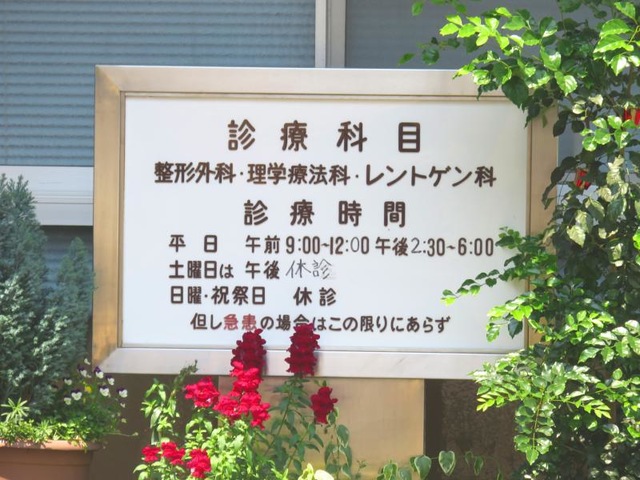 診療科目
整形外科・理学療法科・レントゲン科
診療時間
平日 午前9:00~12:00 午後2:30~6:00
土曜日は 午後 休診
日曜・祝祭日 休診
但し急患の場合はこの限りにあらず